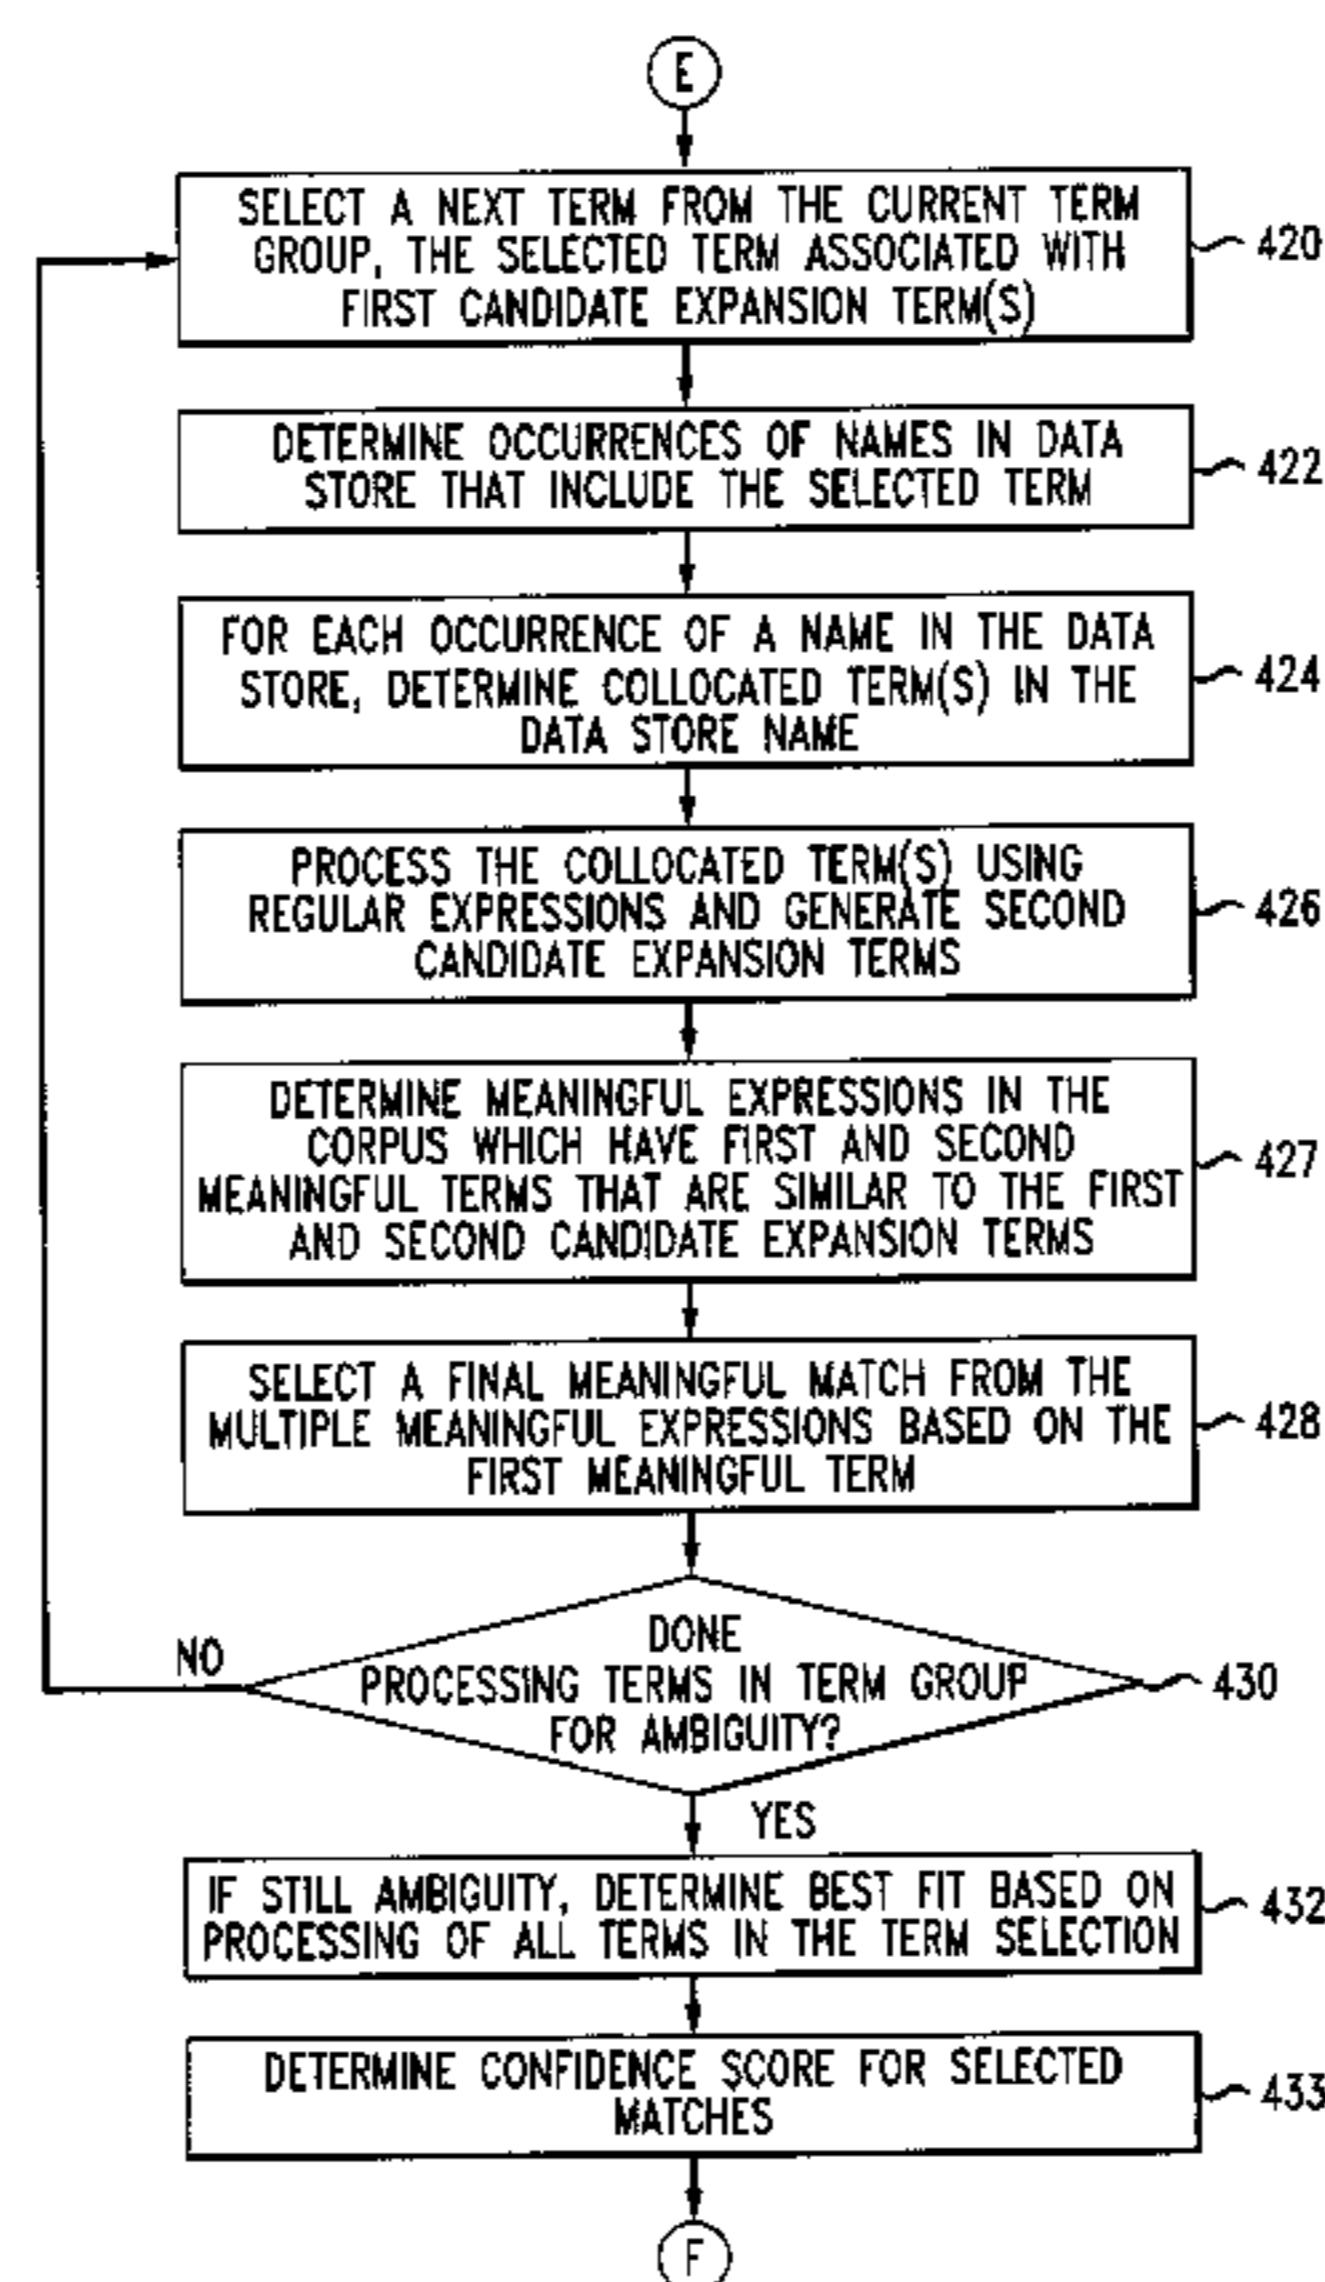 E
SELECT A NEXT TERM FROM THE CURRENT TERM
GROUP, THE SELECTED TERM ASSOCIATED WITH
FIRST CANDIDATE EXPANSION TERM(S)
420
DETERMINE OCCURRENCES OF NAMES IN DATA
STORE THAT INCLUDE THE SELECTED TERM
422
FOR EACH OCCURRENCE OF A NAME IN THE DATA
STORE, DETERMINE COLLOCATED TERM(S) IN THE
DATA STORE NAME
424
PROCESS THE COLLOCATED TERM(S) USING
REGULAR EXPRESSIONS AND GENERATE SECOND
CANDIDATE EXPANSION TERMS
426
DETERMINE MEANINGFUL EXPRESSIONS IN THE
CORPUS WHICH HAVE FIRST AND SECOND
MEANINGFUL TERMS THAT ARE SIMILAR TO THE FIRST
AND SECOND CANDIDATE EXPANSION TERMS
427
SELECT A FINAL MEANINGFUL MATCH FROM THE
MULTIPLE MEANINGFUL EXPRESSIONS BASED ON THE
FIRST MEANINGFUL TERM
428
NO
DONE
PROCESSING TERMS IN TERM GROUP
FOR AMBIGUITY?
430
YES
IF STILL AMBIGUITY, DETERMINE BEST FIT BASED ON
PROCESSING OF ALL TERMS IN THE TERM SELECTION
432
DETERMINE CONFIDENCE SCORE FOR SELECTED
MATCHES
433
F